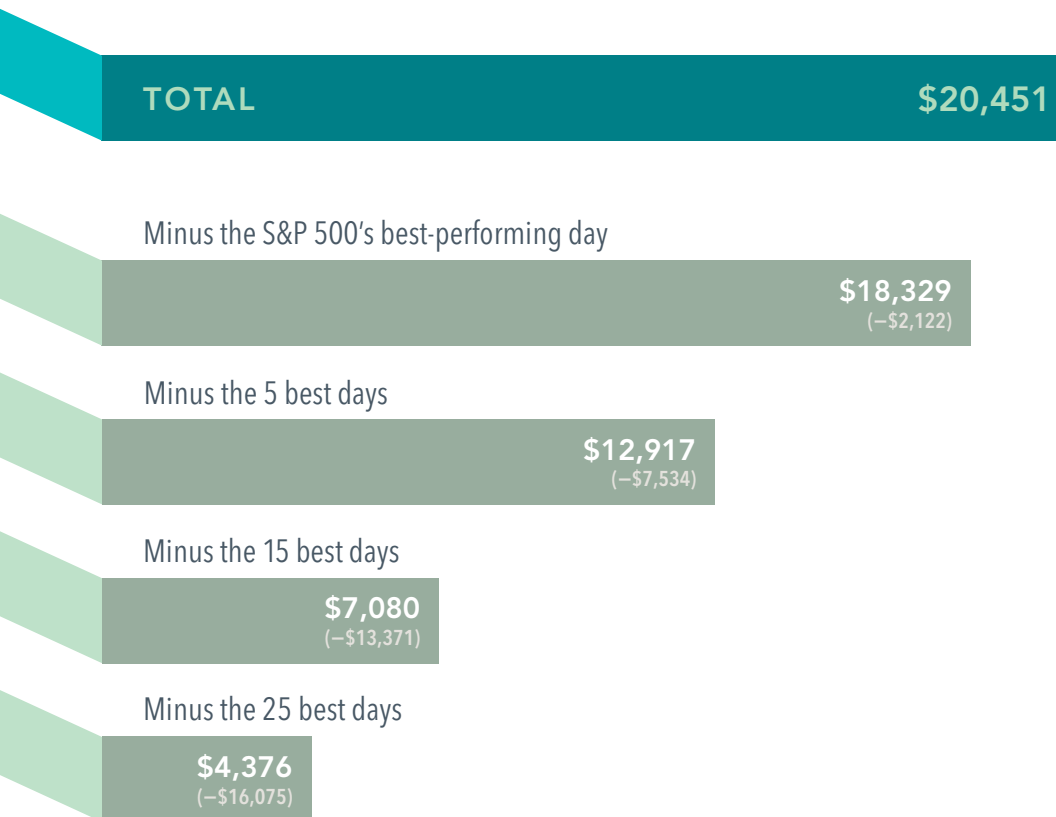 TOTAL $20,451
Minus the S&P 500's best-performing day
$18,329
(—$2,122)
Minus the 5 best days
$12,917
(—$7,534)
Minus the 15 best days
$7,080
(—$13,371)
Minus the 25 best days
$4,376
(—$16,075)